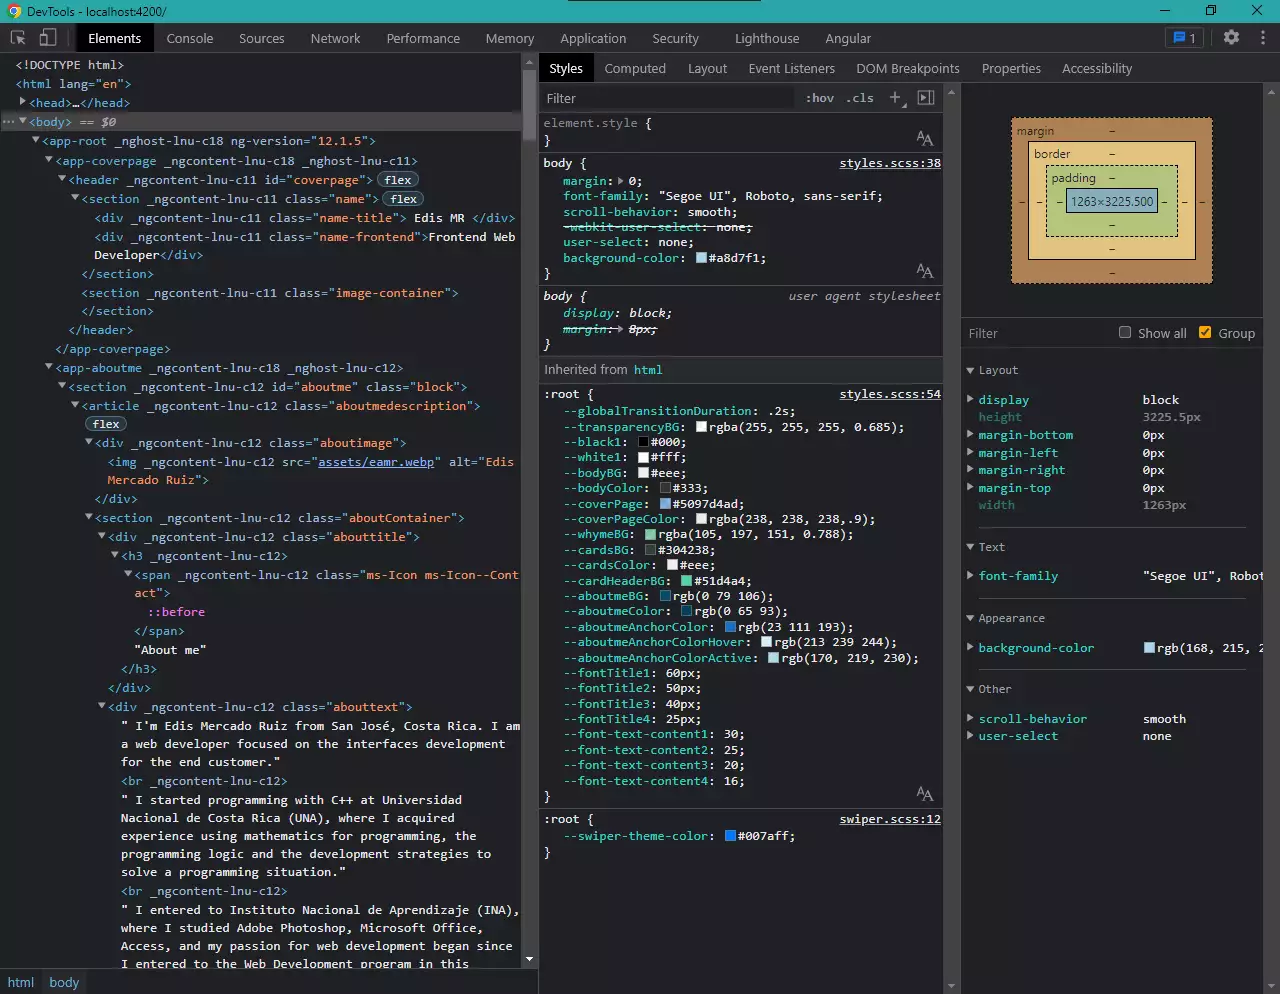 DevTools - localhost:4200/
Elements Console Sources Network Performance Memory Application Security Lighthouse Angular 1
<!DOCTYPE html>
<html lang="en">
<head>…</head>
<body> == $0
<app-root _nghost-lnu-c18 ng-version="12.1.5">
<app-coverpage _ngcontent-lnu-c18 _nghost-lnu-c11>
<header _ngcontent-lnu-c11 id="coverpage"> flex
<section _ngcontent-lnu-c11 class="name"> flex
<div _ngcontent-lnu-c11 class="name-title"> Edis MR </div>
<div _ngcontent-lnu-c11 class="name-frontend">Frontend Web
Developer</div>
</section>
<section _ngcontent-lnu-c11 class="image-container">
</section>
</header>
</app-coverpage>
<app-aboutme _ngcontent-lnu-c18 _nghost-lnu-c12>
<section _ngcontent-lnu-c12 id="aboutme" class="block">
<article _ngcontent-lnu-c12 class="aboutmedescription">
flex
<div _ngcontent-lnu-c12 class="aboutimage">
<img _ngcontent-lnu-c12 src="assets/eamr.webp" alt="Edis
Mercado Ruiz">
</div>
<section _ngcontent-lnu-c12 class="aboutContainer">
<div _ngcontent-lnu-c12 class="abouttitle">
<h3 _ngcontent-lnu-c12>
<span _ngcontent-lnu-c12 class="ms-Icon ms-Icon--Cont
act">
::before
</span>
"About me"
</h3>
</div>
<div _ngcontent-lnu-c12 class="abouttext">
" I'm Edis Mercado Ruiz from San José, Costa Rica. I am
a web developer focused on the interfaces development
for the end customer."
<br _ngcontent-lnu-c12>
" I started programming with C++ at Universidad
Nacional de Costa Rica (UNA), where I acquired
experience using mathematics for programming, the
programming logic and the development strategies to
solve a programming situation."
<br _ngcontent-lnu-c12>
" I entered to Instituto Nacional de Aprendizaje (INA),
where I studied Adobe Photoshop, Microsoft Office,
Access, and my passion for web development began since
I entered to the Web Development program in this
html body
Styles Computed Layout Event Listeners DOM Breakpoints Properties Accessibility
Filter :hov .cls +
element.style {
}
body { styles.scss:38
margin: 0;
font-family: "Segoe UI", Roboto, sans-serif;
scroll-behavior: smooth;
-webkit-user-select: none;
user-select: none;
background-color: #a8d7f1;
}
body { user agent stylesheet
display: block;
margin: 8px;
}
Inherited from html
:root { styles.scss:54
--globalTransitionDuration: .2s;
--transparencyBG: rgba(255, 255, 255, 0.685);
--black1: #000;
--white1: #fff;
--bodyBG: #eee;
--bodyColor: #333;
--coverPage: #5097d4ad;
--coverPageColor: rgba(238, 238, 238,.9);
--whymeBG: rgba(105, 197, 151, 0.788);
--cardsBG: #304238;
--cardsColor: #eee;
--cardHeaderBG: #51d4a4;
--aboutmeBG: rgb(0 79 106);
--aboutmeColor: rgb(0 65 93);
--aboutmeAnchorColor: rgb(23 111 193);
--aboutmeAnchorColorHover: rgb(213 239 244);
--aboutmeAnchorColorActive: rgb(170, 219, 230);
--fontTitle1: 60px;
--fontTitle2: 50px;
--fontTitle3: 40px;
--fontTitle4: 25px;
--font-text-content1: 30;
--font-text-content2: 25;
--font-text-content3: 20;
--font-text-content4: 16;
}
:root { swiper.scss:12
--swiper-theme-color: #007aff;
}
margin –
border –
padding –
– – – 1263×3225.500 – – –
–
–
–
Filter Show all Group
Layout
display block
height 3225.5px
margin-bottom 0px
margin-left 0px
margin-right 0px
margin-top 0px
width 1263px
Text
font-family "Segoe UI", Robot
Appearance
background-color rgb(168, 215, 2
Other
scroll-behavior smooth
user-select none